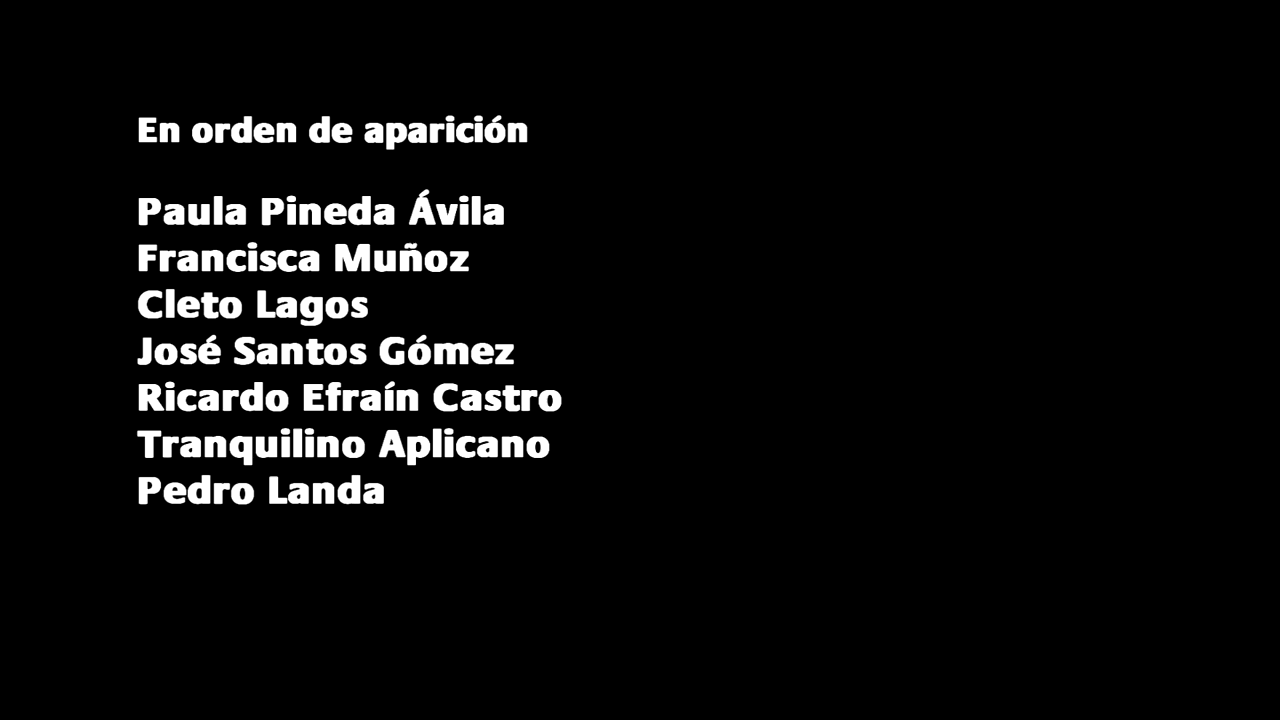 En orden de aparición
Paula Pineda Ávila
Francisca Muñoz
Cleto Lagos
José Santos Gómez
Ricardo Efraín Castro
Tranquilino Aplicano
Pedro Landa